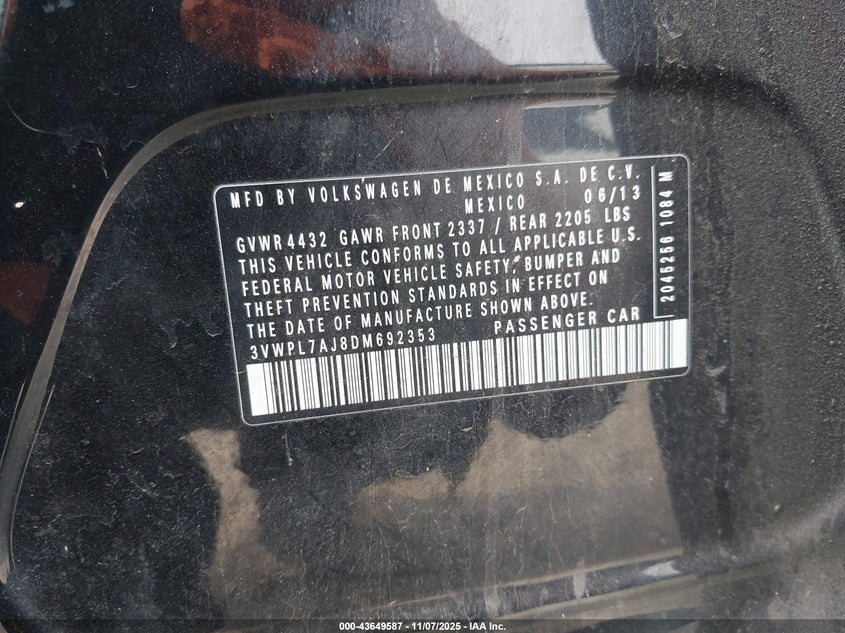 MFD BY VOLKSWAGEN DE MEXICO S.A. DE C.V.
MEXICO 06/13
GVWR 4432 GAWR FRONT 2337 / REAR 2205 LBS
THIS VEHICLE CONFORMS TO ALL APPLICABLE U.S.
FEDERAL MOTOR VEHICLE SAFETY, BUMPER AND
THEFT PREVENTION STANDARDS IN EFFECT ON
THE DATE OF MANUFACTURE SHOWN ABOVE.
3VWPL7AJ8DM692353 PASSENGER CAR
2045256 1084 M
000-43649587 - 11/07/2025 - IAA Inc.